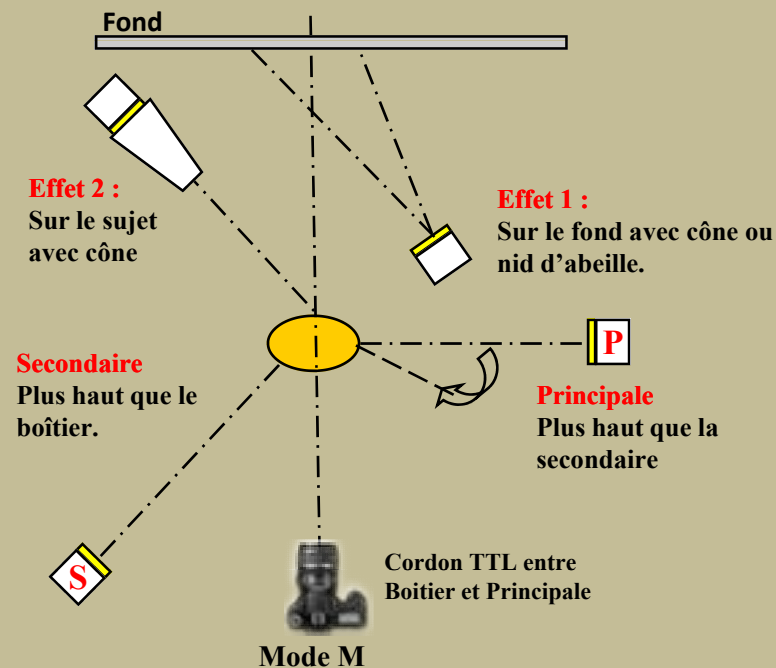 Fond
Effet 2 :
Sur le sujet
avec cône
Effet 1 :
Sur le fond avec cône ou
nid d’abeille.
P
Secondaire
Plus haut que le
boîtier.
Principale
Plus haut que la
secondaire
S
Cordon TTL entre
Boitier et Principale
Mode M